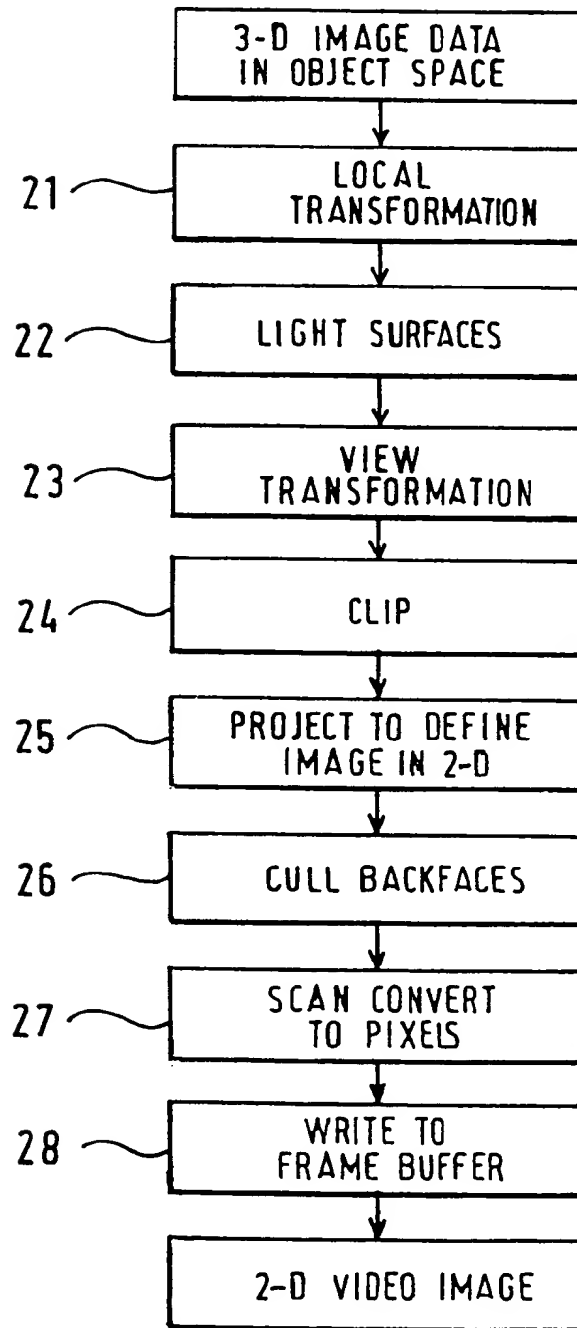 3-D IMAGE DATA
IN OBJECT SPACE
21
LOCAL
TRANSFORMATION
22
LIGHT SURFACES
23
VIEW
TRANSFORMATION
24
CLIP
25
PROJECT TO DEFINE
IMAGE IN 2-D
26
CULL BACKFACES
27
SCAN CONVERT
TO PIXELS
28
WRITE TO
FRAME BUFFER
2-D VIDEO IMAGE